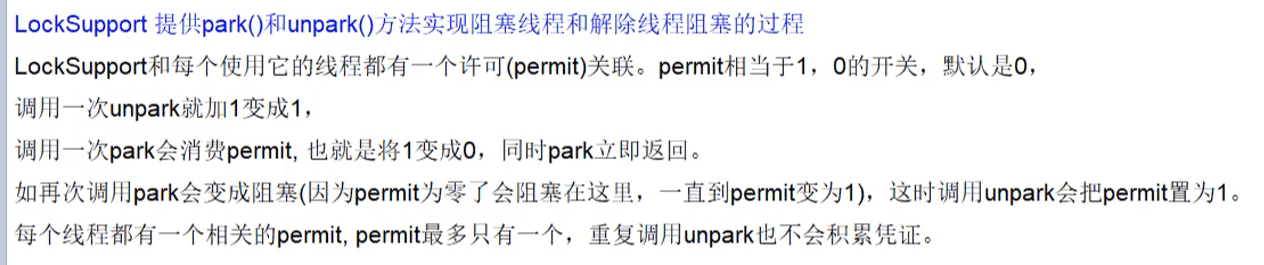 LockSupport 提供park()和unpark()方法实现阻塞线程和解除线程阻塞的过程
LockSupport和每个使用它的线程都有一个许可(permit)关联。permit相当于1，0的开关，默认是0，
调用一次unpark就加1变成1，
调用一次park会消费permit, 也就是将1变成0，同时park立即返回。
如再次调用park会变成阻塞(因为permit为零了会阻塞在这里，一直到permit变为1)，这时调用unpark会把permit置为1。
每个线程都有一个相关的permit, permit最多只有一个，重复调用unpark也不会积累凭证。